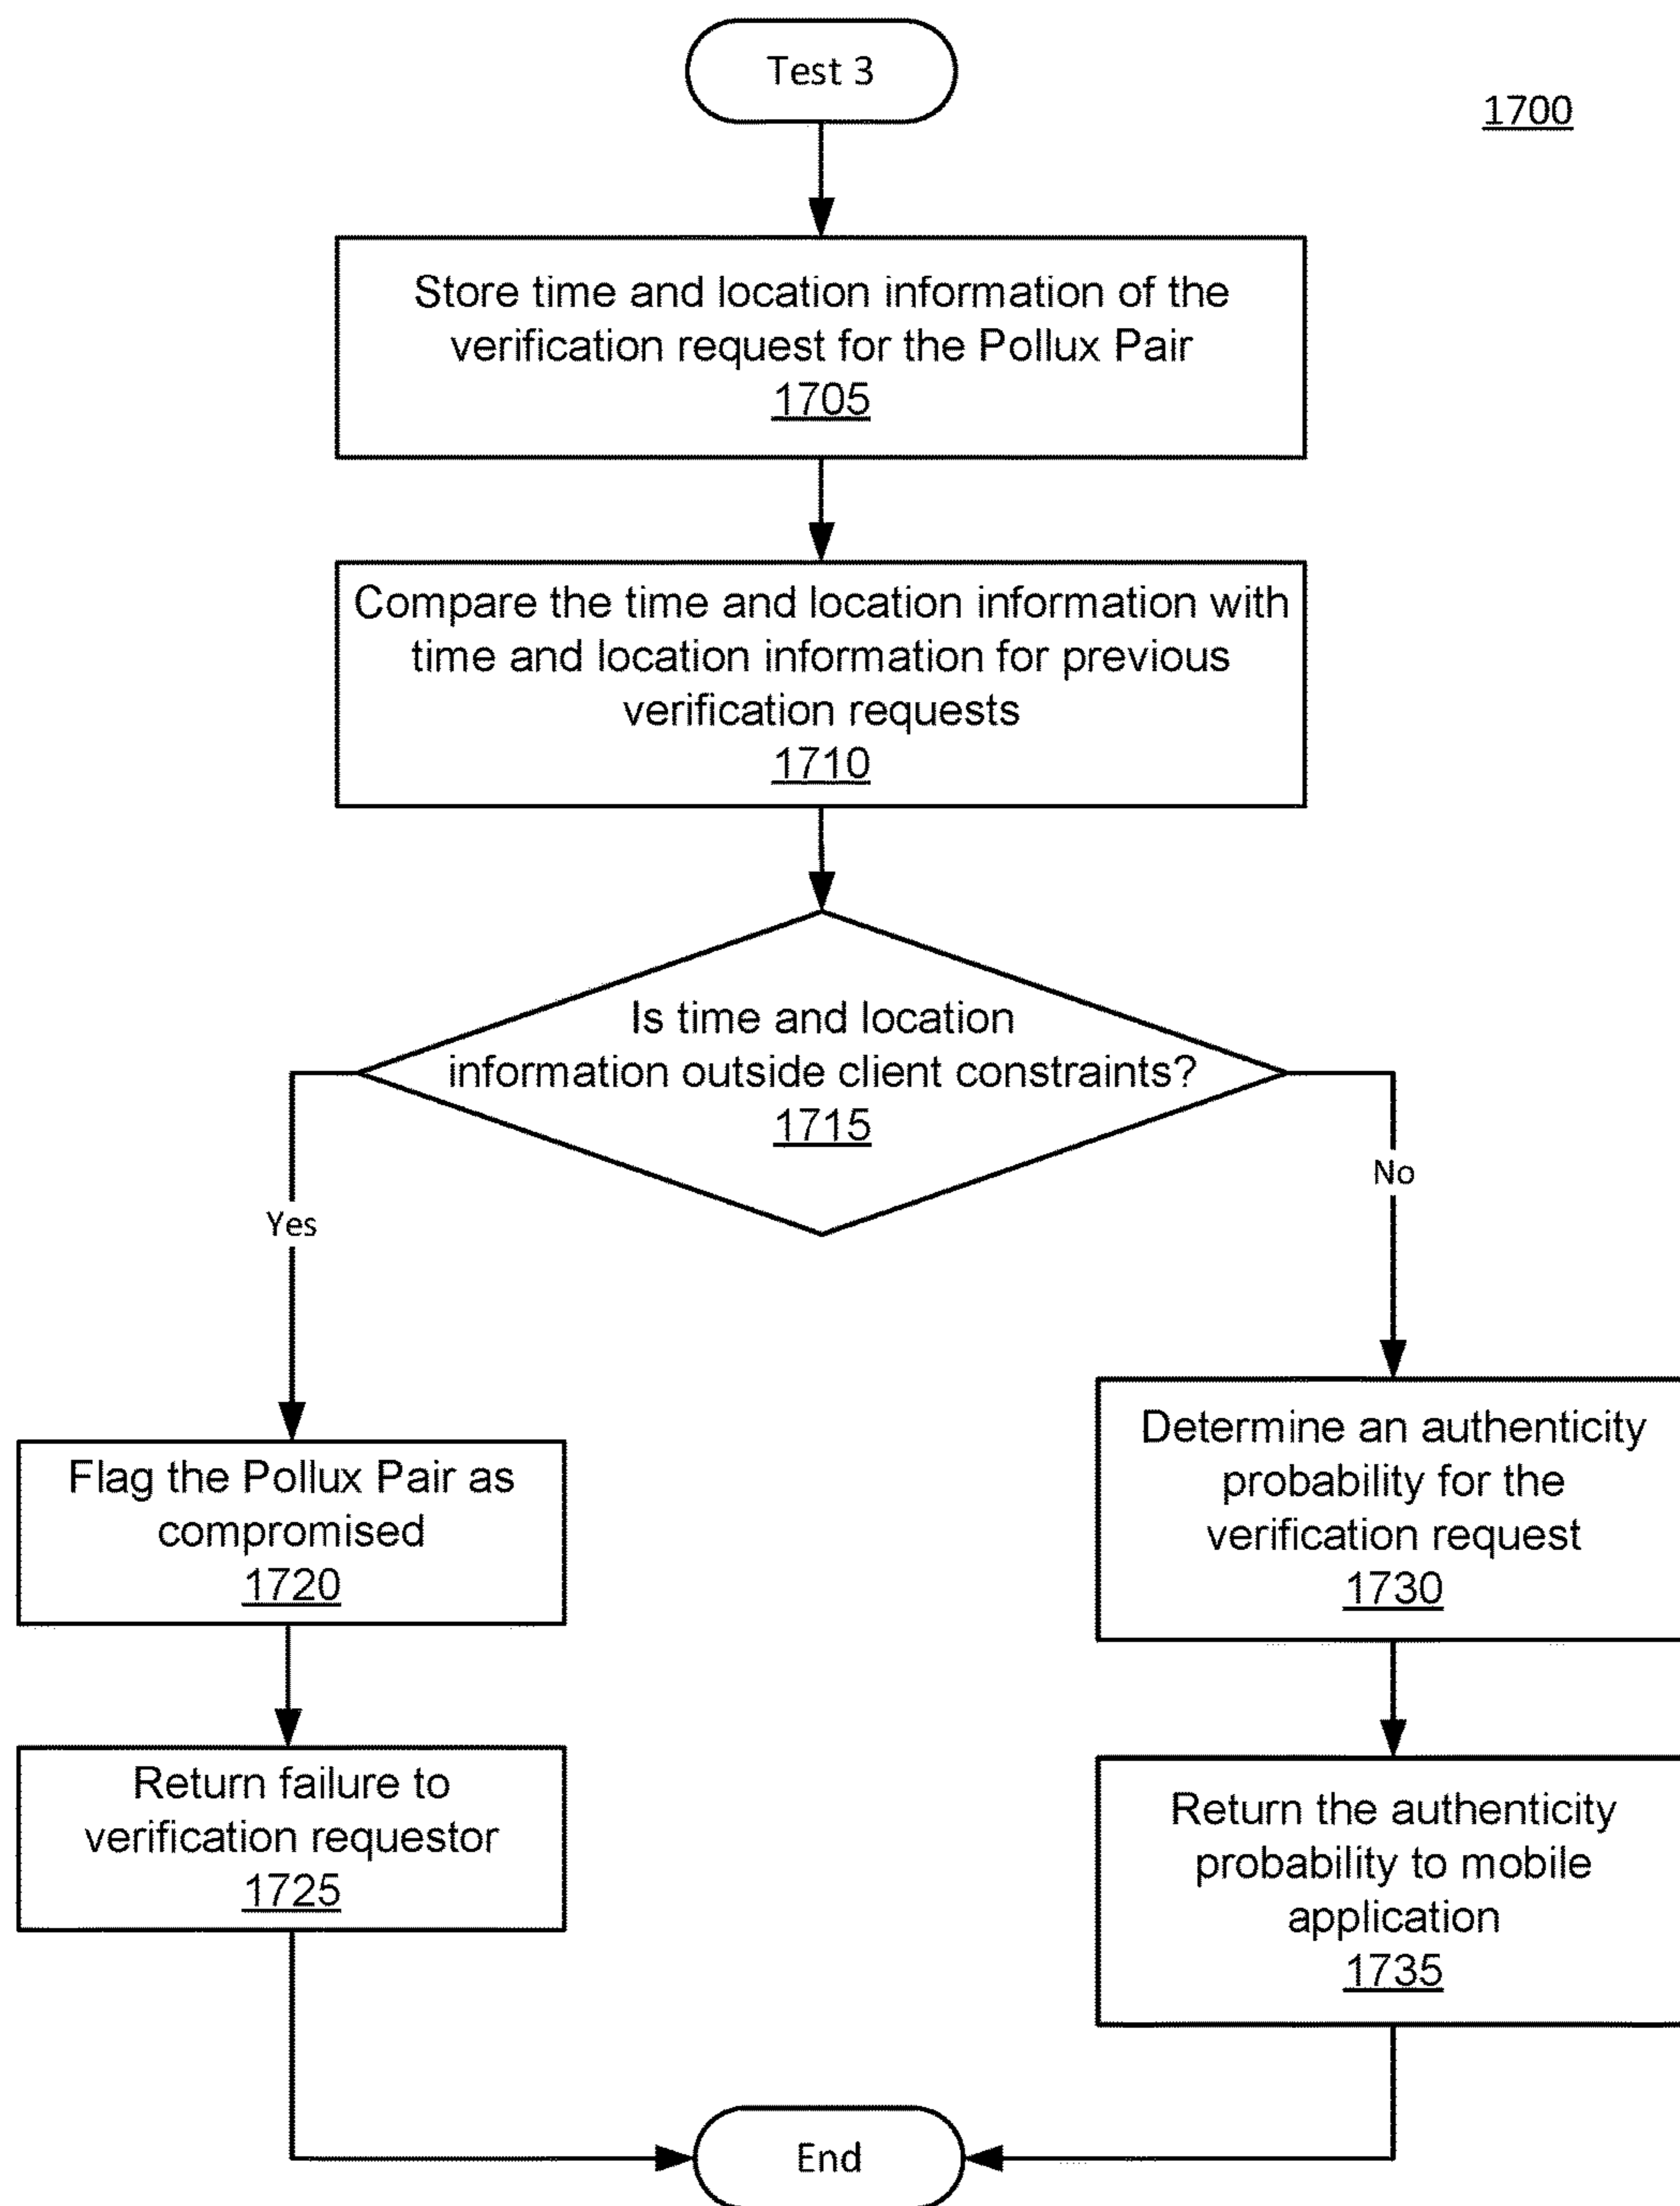 Test 3
1700
Store time and location information of the
verification request for the Pollux Pair
1705
Compare the time and location information with
time and location information for previous
verification requests
1710
Is time and location
information outside client constraints?
1715
Yes
No
Flag the Pollux Pair as
compromised
1720
Return failure to
verification requestor
1725
Determine an authenticity
probability for the
verification request
1730
Return the authenticity
probability to mobile
application
1735
End